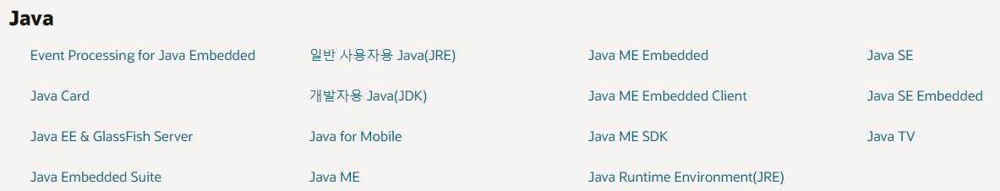 Java
Event Processing for Java Embedded
Java Card
Java EE & GlassFish Server
Java Embedded Suite
일반 사용자용 Java(JRE)
개발자용 Java(JDK)
Java for Mobile
Java ME
Java ME Embedded
Java ME Embedded Client
Java ME SDK
Java Runtime Environment(JRE)
Java SE
Java SE Embedded
Java TV